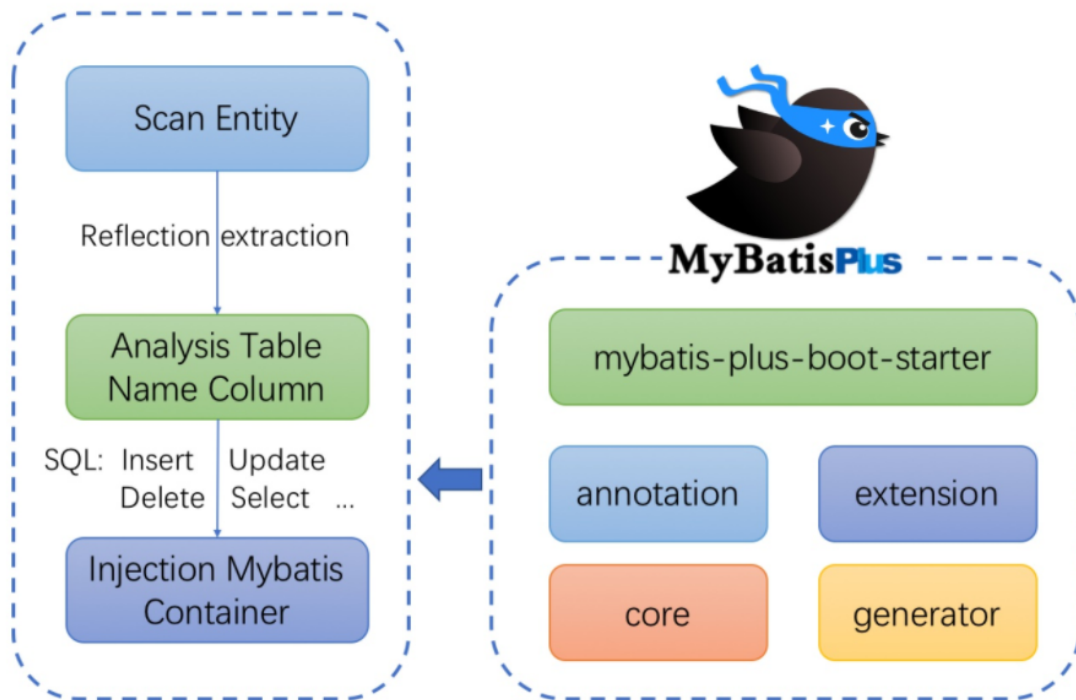 Scan Entity
Reflection extraction
Analysis Table
Name Column
SQL: Insert Update
Delete Select ...
Injection Mybatis
Container
MyBatisPlus
mybatis-plus-boot-starter
annotation
extension
core
generator